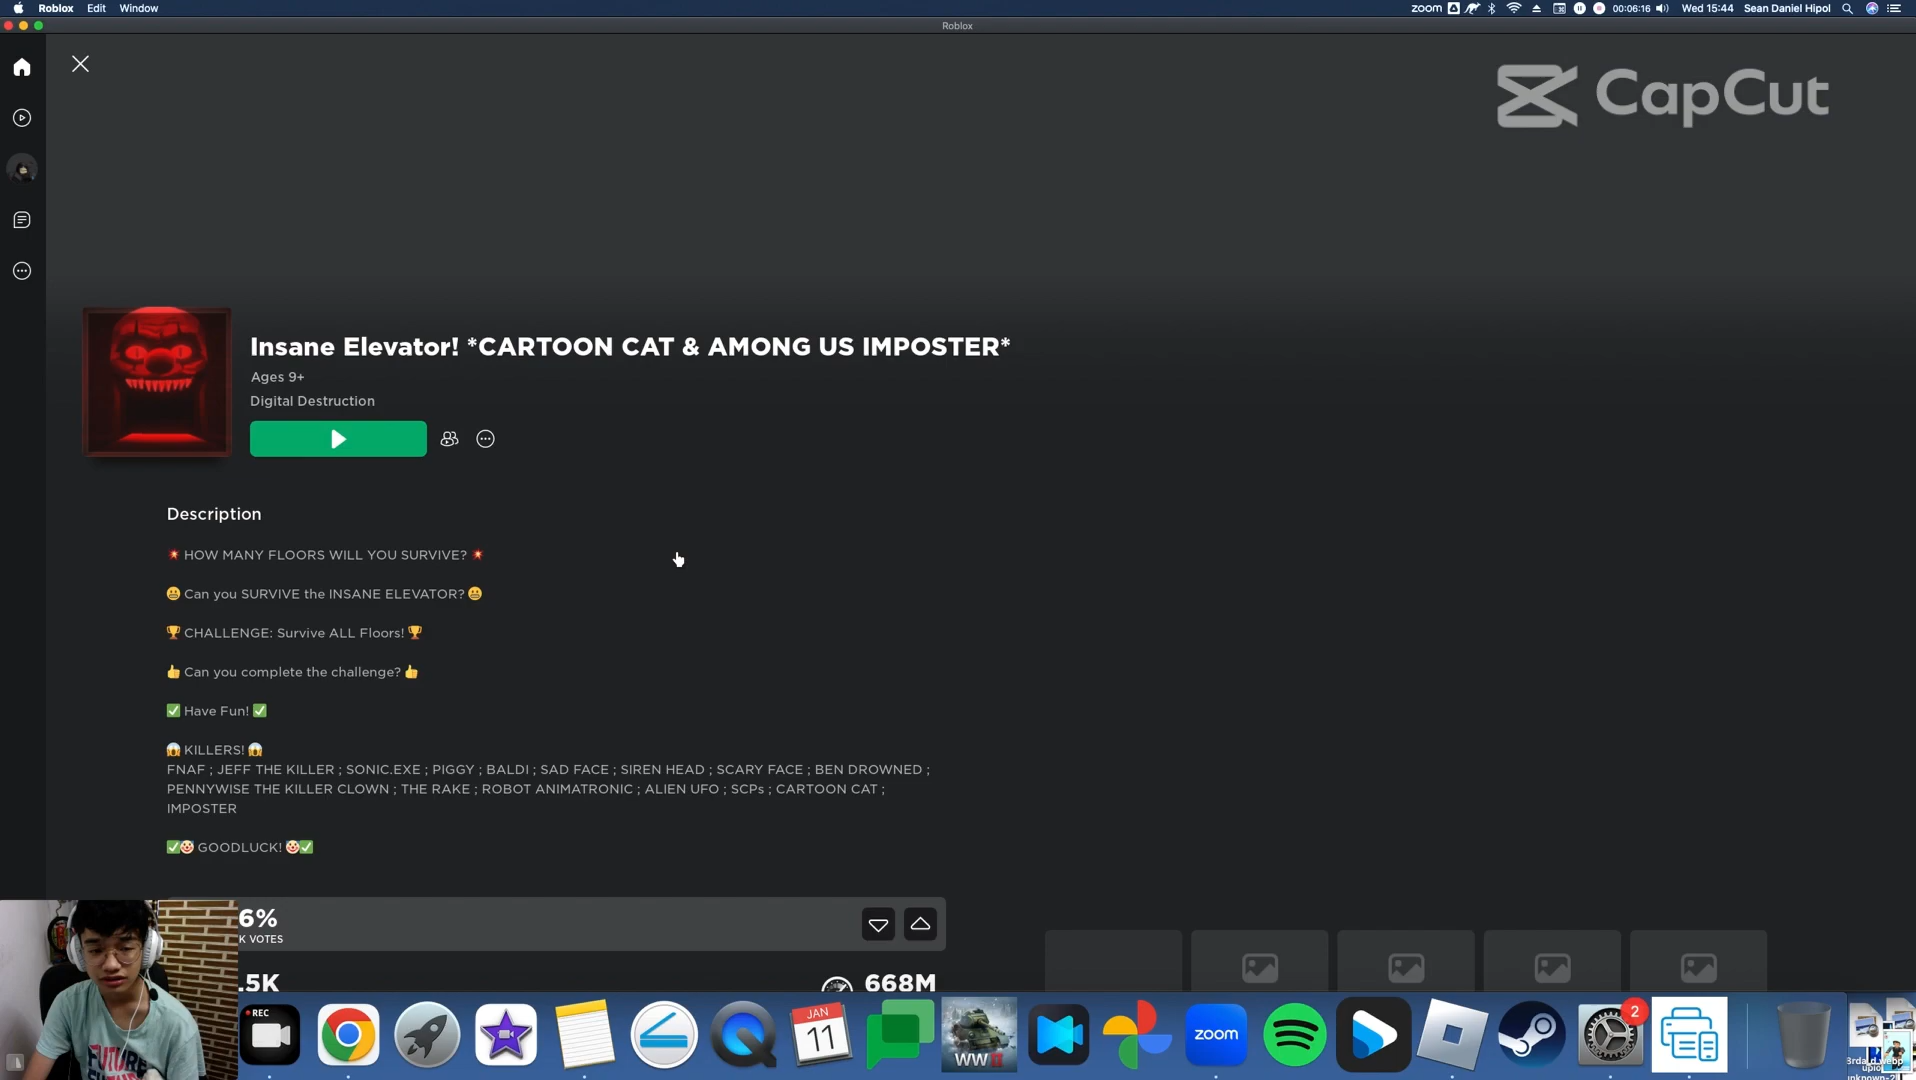 Roblox Edit Window
zoom 00:06:16 Wed 15:44 Sean Daniel Hipol
Roblox
CapCut
Insane Elevator! *CARTOON CAT & AMONG US IMPOSTER*
Ages 9+
Digital Destruction
Description
💥 HOW MANY FLOORS WILL YOU SURVIVE? 💥
😬 Can you SURVIVE the INSANE ELEVATOR? 😬
🏆 CHALLENGE: Survive ALL Floors! 🏆
👍 Can you complete the challenge? 👍
✅ Have Fun! ✅
😱 KILLERS! 😱
FNAF ; JEFF THE KILLER ; SONIC.EXE ; PIGGY ; BALDI ; SAD FACE ; SIREN HEAD ; SCARY FACE ; BEN DROWNED ;
PENNYWISE THE KILLER CLOWN ; THE RAKE ; ROBOT ANIMATRONIC ; ALIEN UFO ; SCPs ; CARTOON CAT ;
IMPOSTER
✅🤡 GOODLUCK! 🤡✅
6%
K VOTES
.5K 668M
REC
JAN
11
WWII
zoom
2
FUTURE